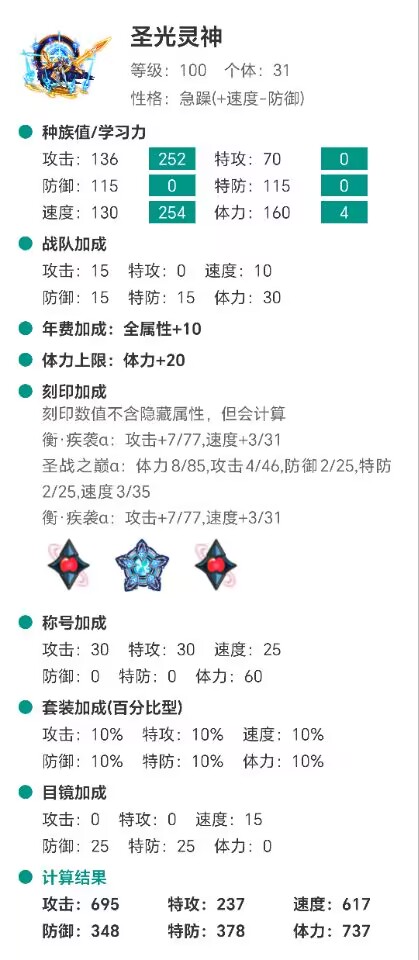 圣光灵神
等级：100 个体：31
性格：急躁(+速度-防御)
种族值/学习力
攻击：136 252 特攻：70 0
防御：115 0 特防：115 0
速度：130 254 体力：160 4
战队加成
攻击：15 特攻：0 速度：10
防御：15 特防：15 体力：30
年费加成：全属性+10
体力上限：体力+20
刻印加成
刻印数值不含隐藏属性，但会计算
衡·疾袭α：攻击+7/77,速度+3/31
圣战之巅α：体力8/85,攻击4/46,防御2/25,特防
2/25,速度3/35
衡·疾袭α：攻击+7/77,速度+3/31
称号加成
攻击：30 特攻：30 速度：25
防御：0 特防：0 体力：60
套装加成(百分比型)
攻击：10% 特攻：10% 速度：10%
防御：10% 特防：10% 体力：10%
目镜加成
攻击：0 特攻：0 速度：15
防御：25 特防：25 体力：0
计算结果
攻击：695 特攻：237 速度：617
防御：348 特防：378 体力：737